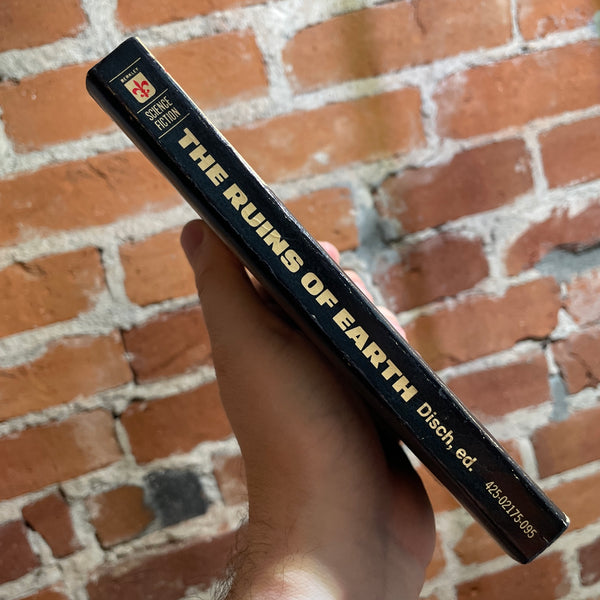 BERKLEY
SCIENCE
FICTION
THE RUINS OF EARTH
Disch, ed.
425-02175-095